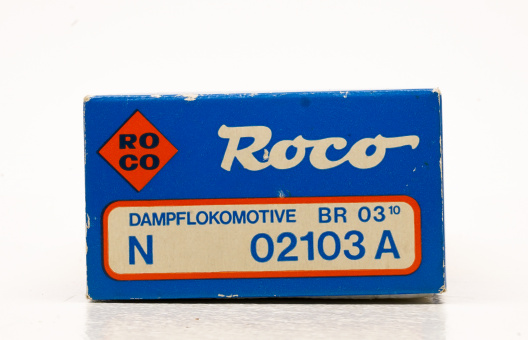 RO
CO
Roco
DAMPFLOKOMOTIVE BR 03¹⁰
N 02103 A